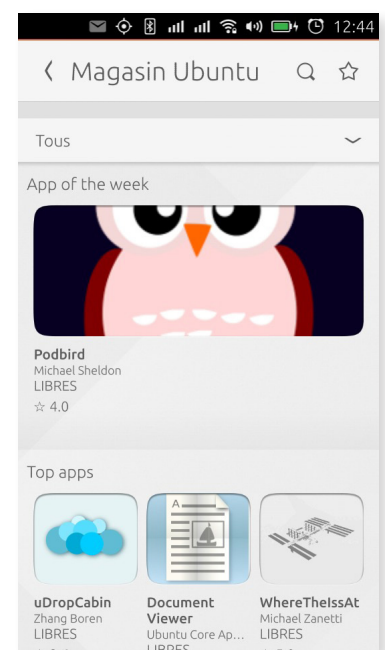 12:44
Magasin Ubuntu
Tous
App of the week
Podbird
Michael Sheldon
LIBRES
☆ 4.0
Top apps
A
uDropCabin
Zhang Boren
LIBRES
Document
Viewer
Ubuntu Core Ap...
LIBRES
WhereTheIssAt
Michael Zanetti
LIBRES